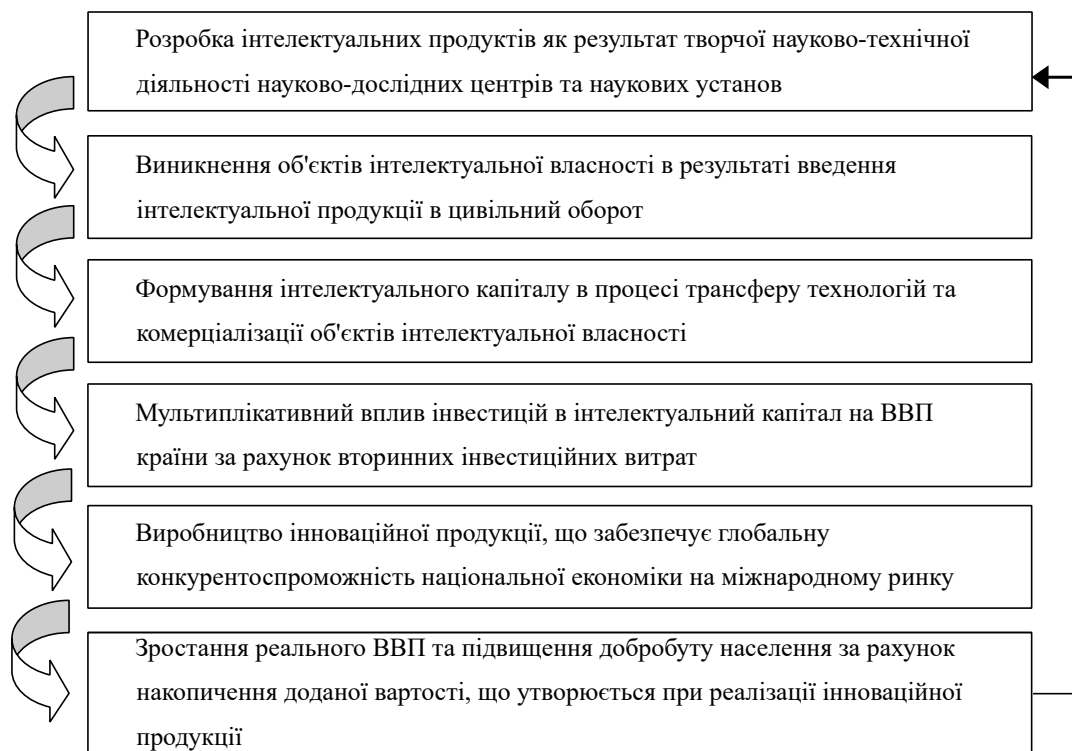 Розробка інтелектуальних продуктів як результат творчої науково-технічної
діяльності науково-дослідних центрів та наукових установ
Виникнення об'єктів інтелектуальної власності в результаті введення
інтелектуальної продукції в цивільний оборот
Формування інтелектуального капіталу в процесі трансферу технологій та
комерціалізації об'єктів інтелектуальної власності
Мультиплікативний вплив інвестицій в інтелектуальний капітал на ВВП
країни за рахунок вторинних інвестиційних витрат
Виробництво інноваційної продукції, що забезпечує глобальну
конкурентоспроможність національної економіки на міжнародному ринку
Зростання реального ВВП та підвищення добробуту населення за рахунок
накопичення доданої вартості, що утворюється при реалізації інноваційної
продукції